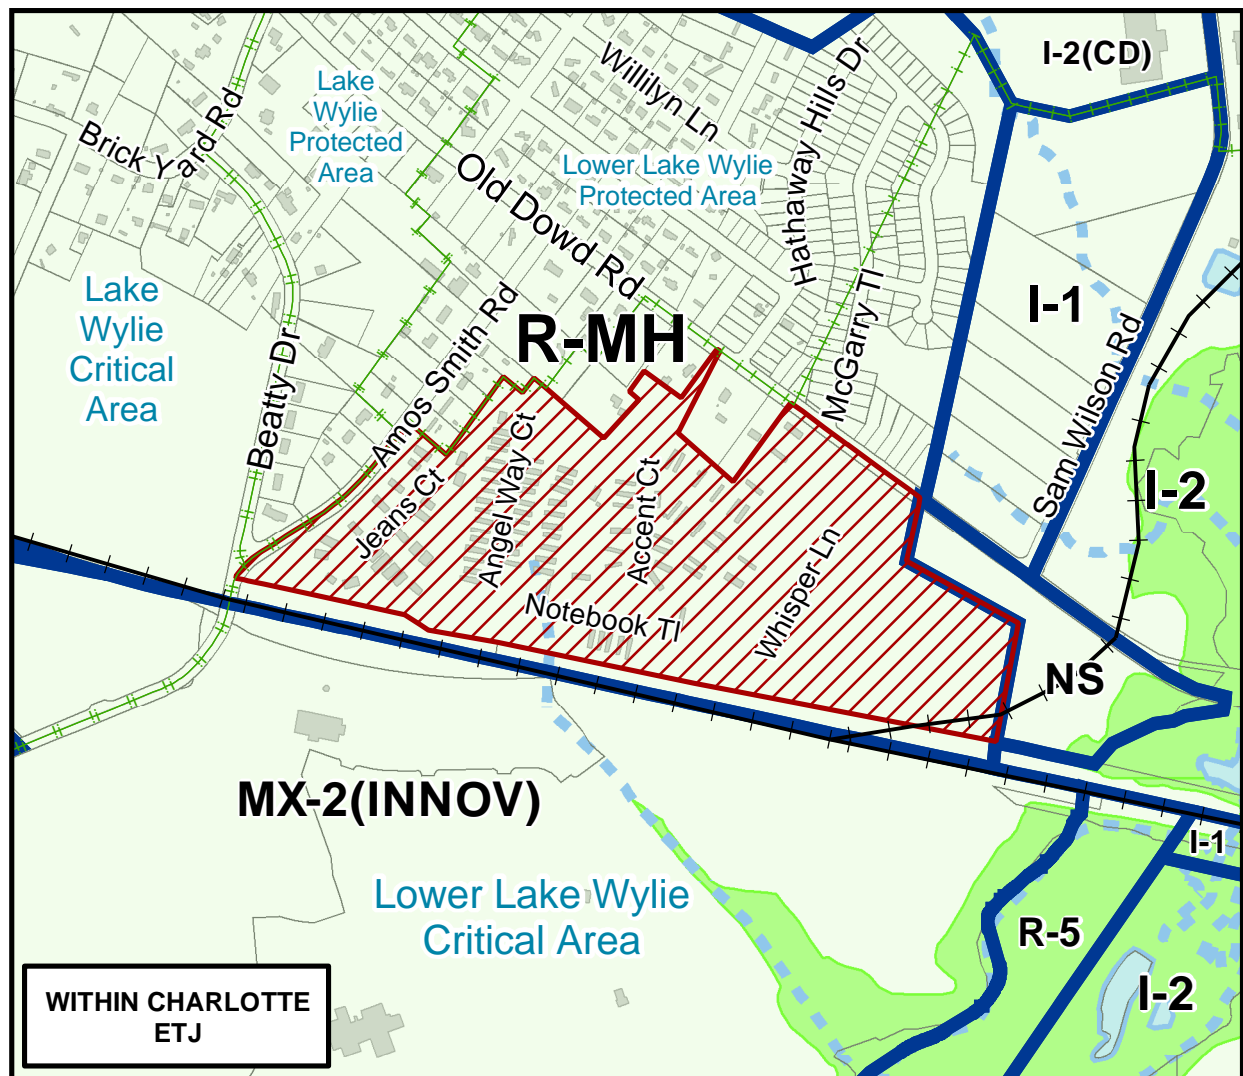 I-2(CD)
Willilyn Ln
Hathaway Hills Dr
Lake
Wylie
Protected
Area
Brick Yard Rd
Lower Lake Wylie
Protected Area
Old Dowd Rd
Lake
Wylie
Critical
Area
Beatty Dr
Amos Smith Rd
R-MH
McGarry Tl
I-1
Sam Wilson Rd
I-2
Jeans Ct
Angel Way Ct
Accent Ct
Notebook Tl
Whisper Ln
NS
MX-2(INNOV)
I-1
Lower Lake Wylie
Critical Area
R-5
I-2
WITHIN CHARLOTTE
ETJ